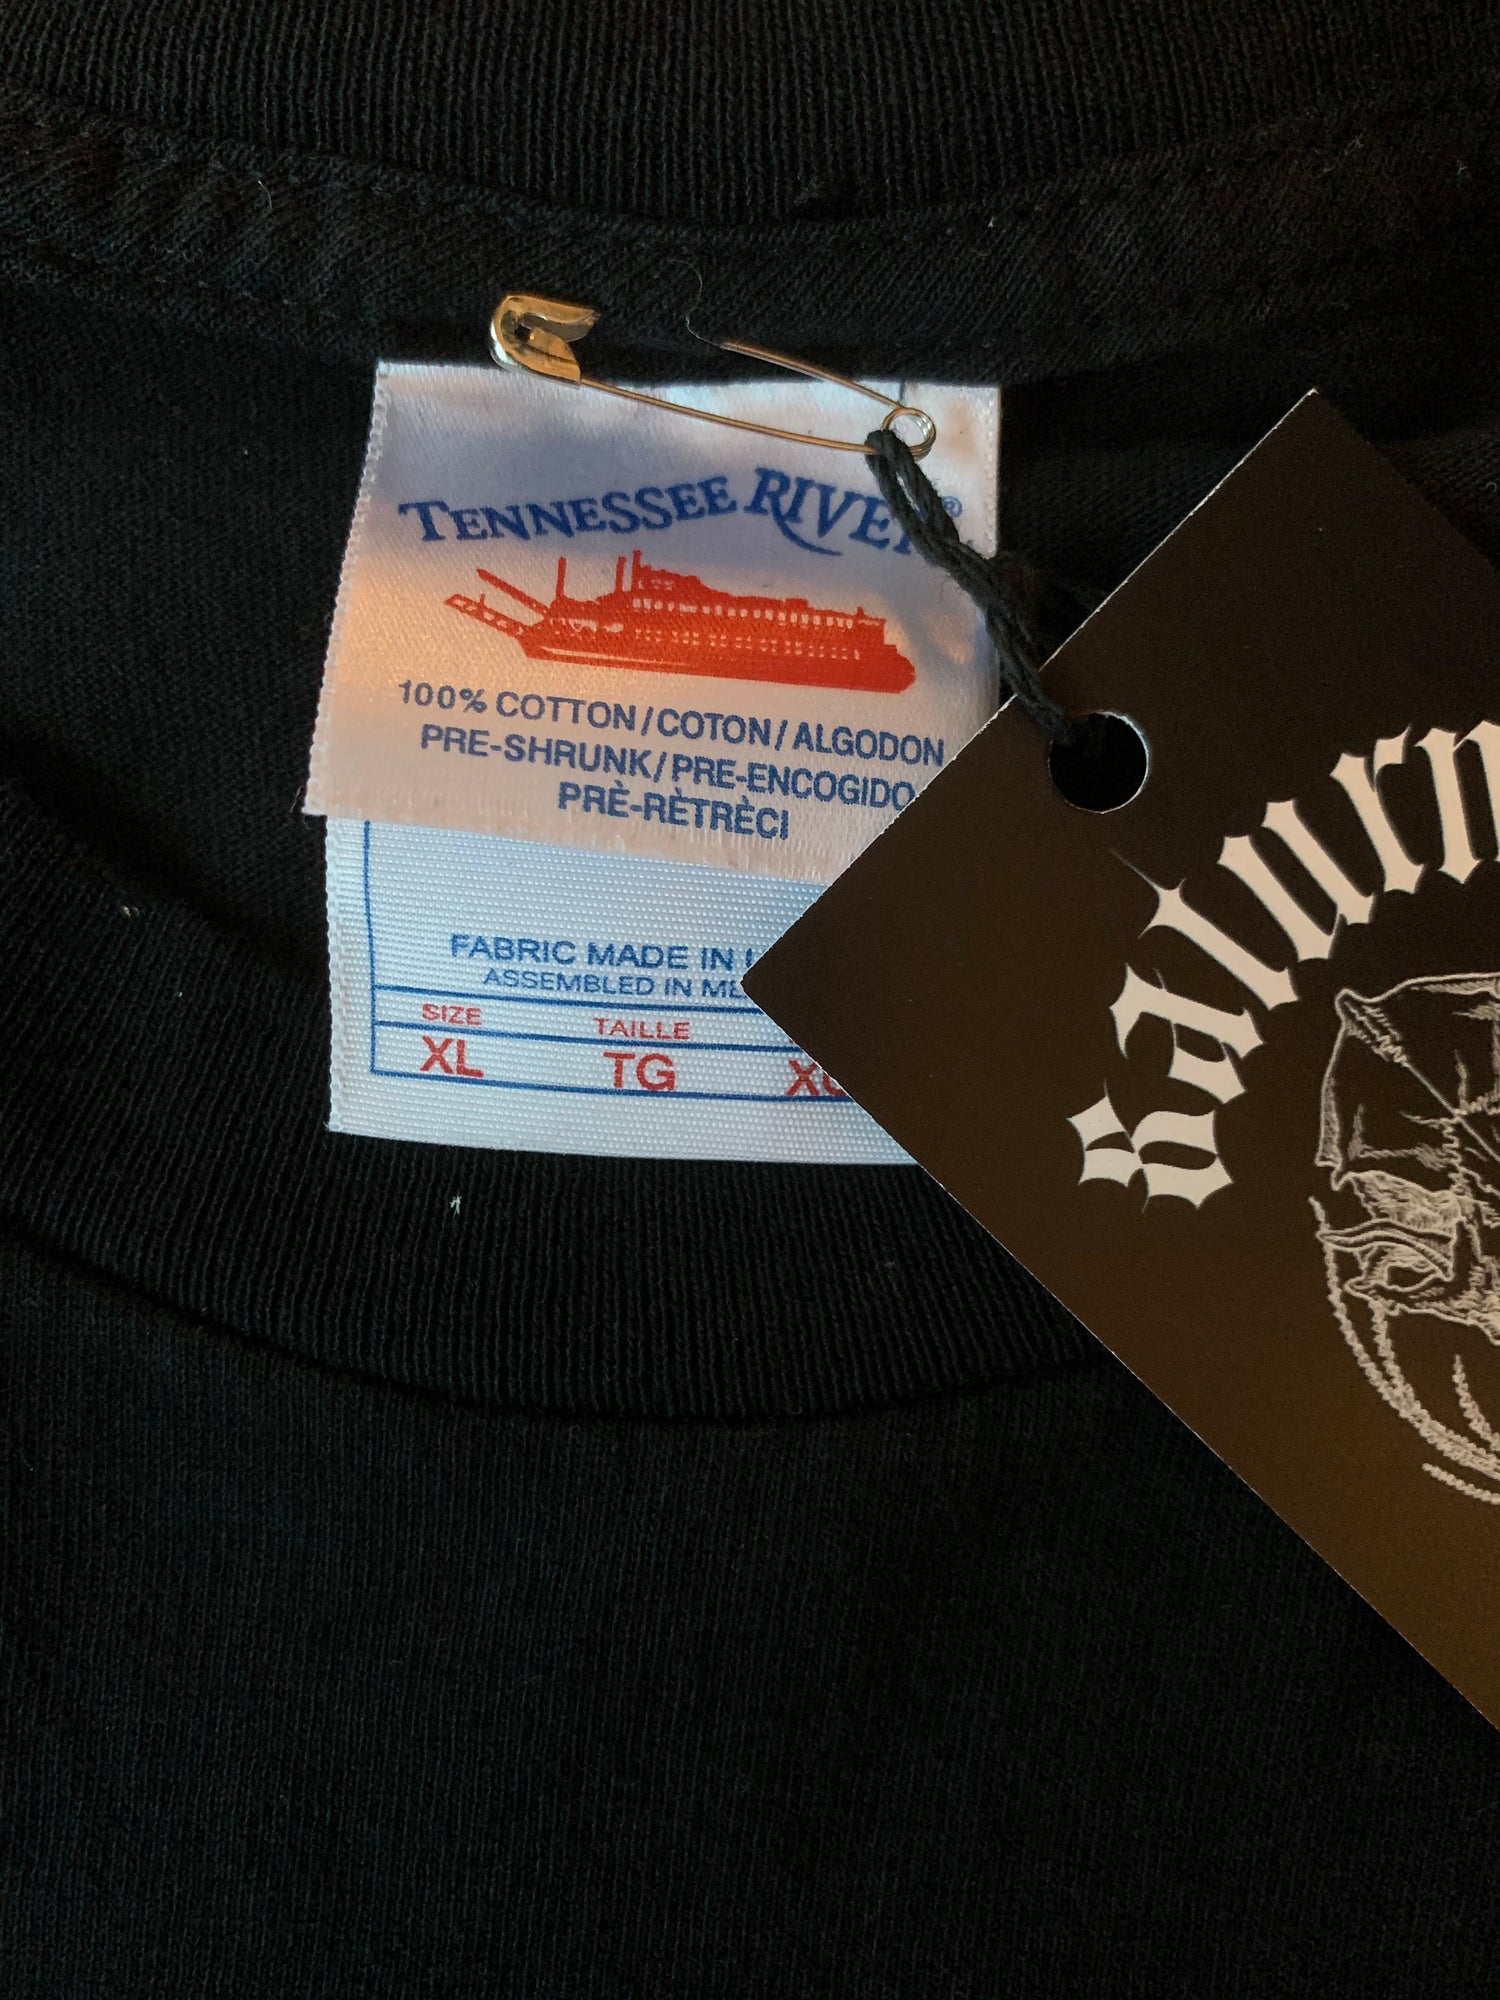 TENNESSEE RIVER®
100% COTTON/COTON/ALGODON
PRE-SHRUNK/PRE-ENCOGIDO
PRÈ-RÈTRÈCI
FABRIC MADE IN
ASSEMBLED IN
SIZE TAILLE
XL TG